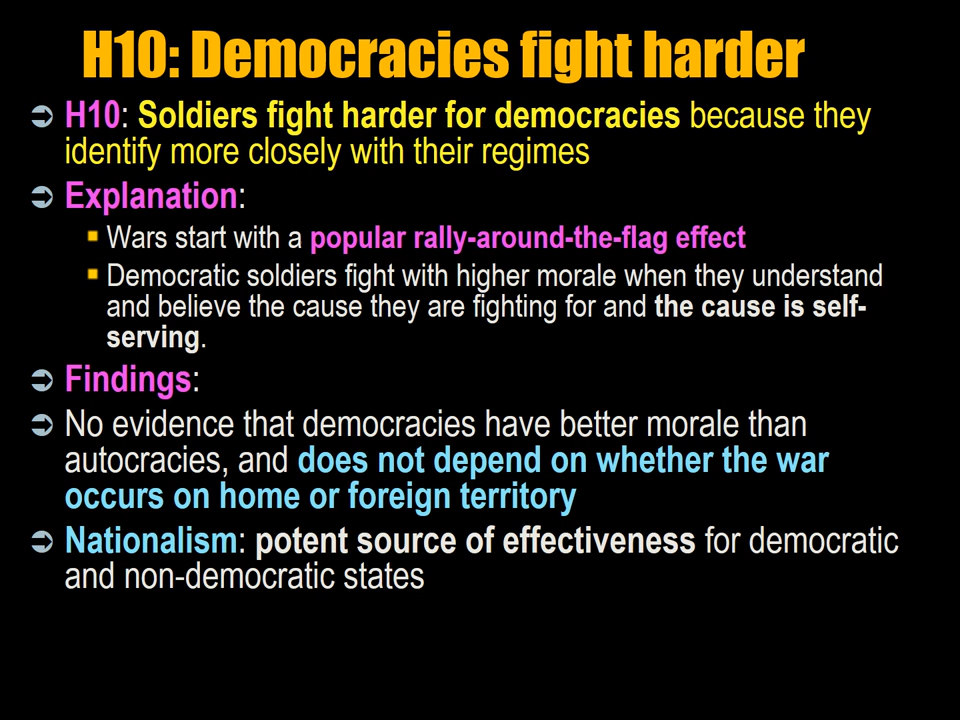 H10: Democracies fight harder
H10: Soldiers fight harder for democracies because they
identify more closely with their regimes
Explanation:
Wars start with a popular rally-around-the-flag effect
Democratic soldiers fight with higher morale when they understand
and believe the cause they are fighting for and the cause is self-
serving.
Findings:
No evidence that democracies have better morale than
autocracies, and does not depend on whether the war
occurs on home or foreign territory
Nationalism: potent source of effectiveness for democratic
and non-democratic states